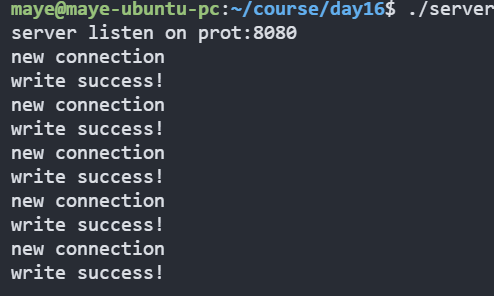 maye@maye-ubuntu-pc:~/course/day16$ ./server
server listen on prot:8080
new connection
write success!
new connection
write success!
new connection
write success!
new connection
write success!
new connection
write success!